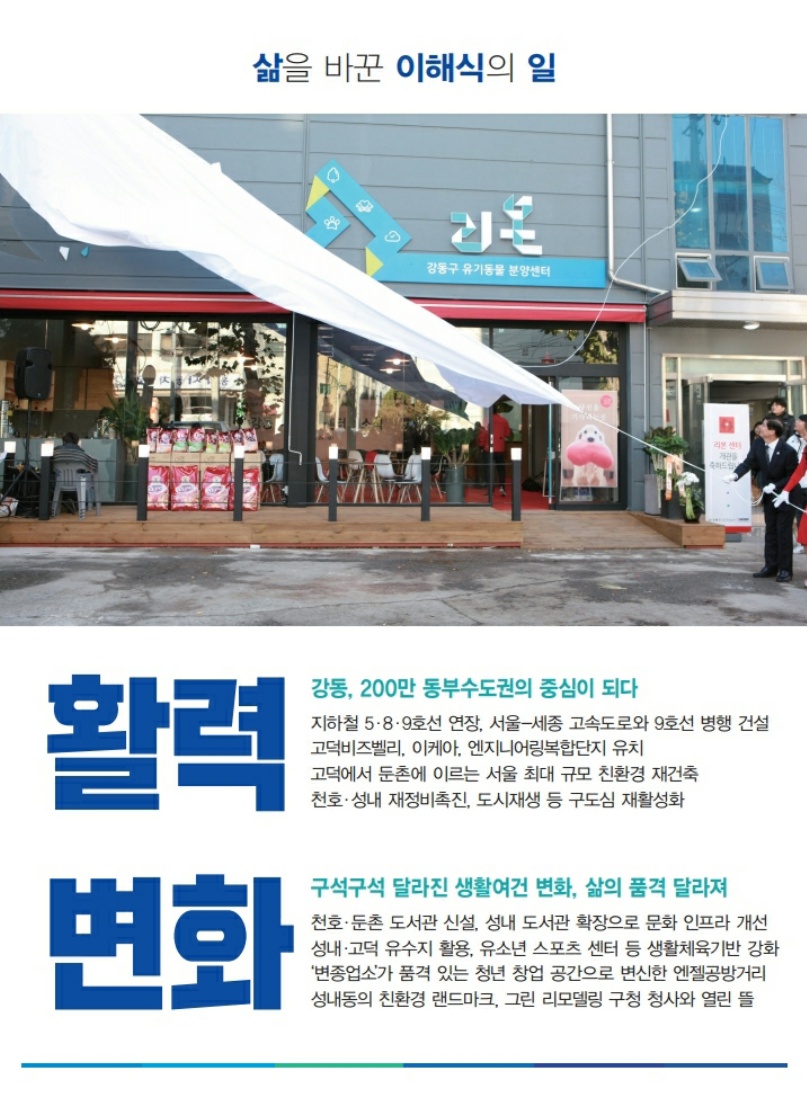 삶을 바꾼 이해식의 일
리본
강동구 유기동물 분양센터
리본 센터
개관을
축하드립니다
활력
강동, 200만 동부수도권의 중심이 되다
지하철 5·8·9호선 연장, 서울-세종 고속도로와 9호선 병행 건설
고덕비즈밸리, 이케아, 엔지니어링복합단지 유치
고덕에서 둔촌에 이르는 서울 최대 규모 친환경 재건축
천호·성내 재정비촉진, 도시재생 등 구도심 재활성화
변화
구석구석 달라진 생활여건 변화, 삶의 품격 달라져
천호·둔촌 도서관 신설, 성내 도서관 확장으로 문화 인프라 개선
성내·고덕 유수지 활용, 유소년 스포츠 센터 등 생활체육기반 강화
‘변종업소’가 품격 있는 청년 창업 공간으로 변신한 엔젤공방거리
성내동의 친환경 랜드마크, 그린 리모델링 구청 청사와 열린 뜰